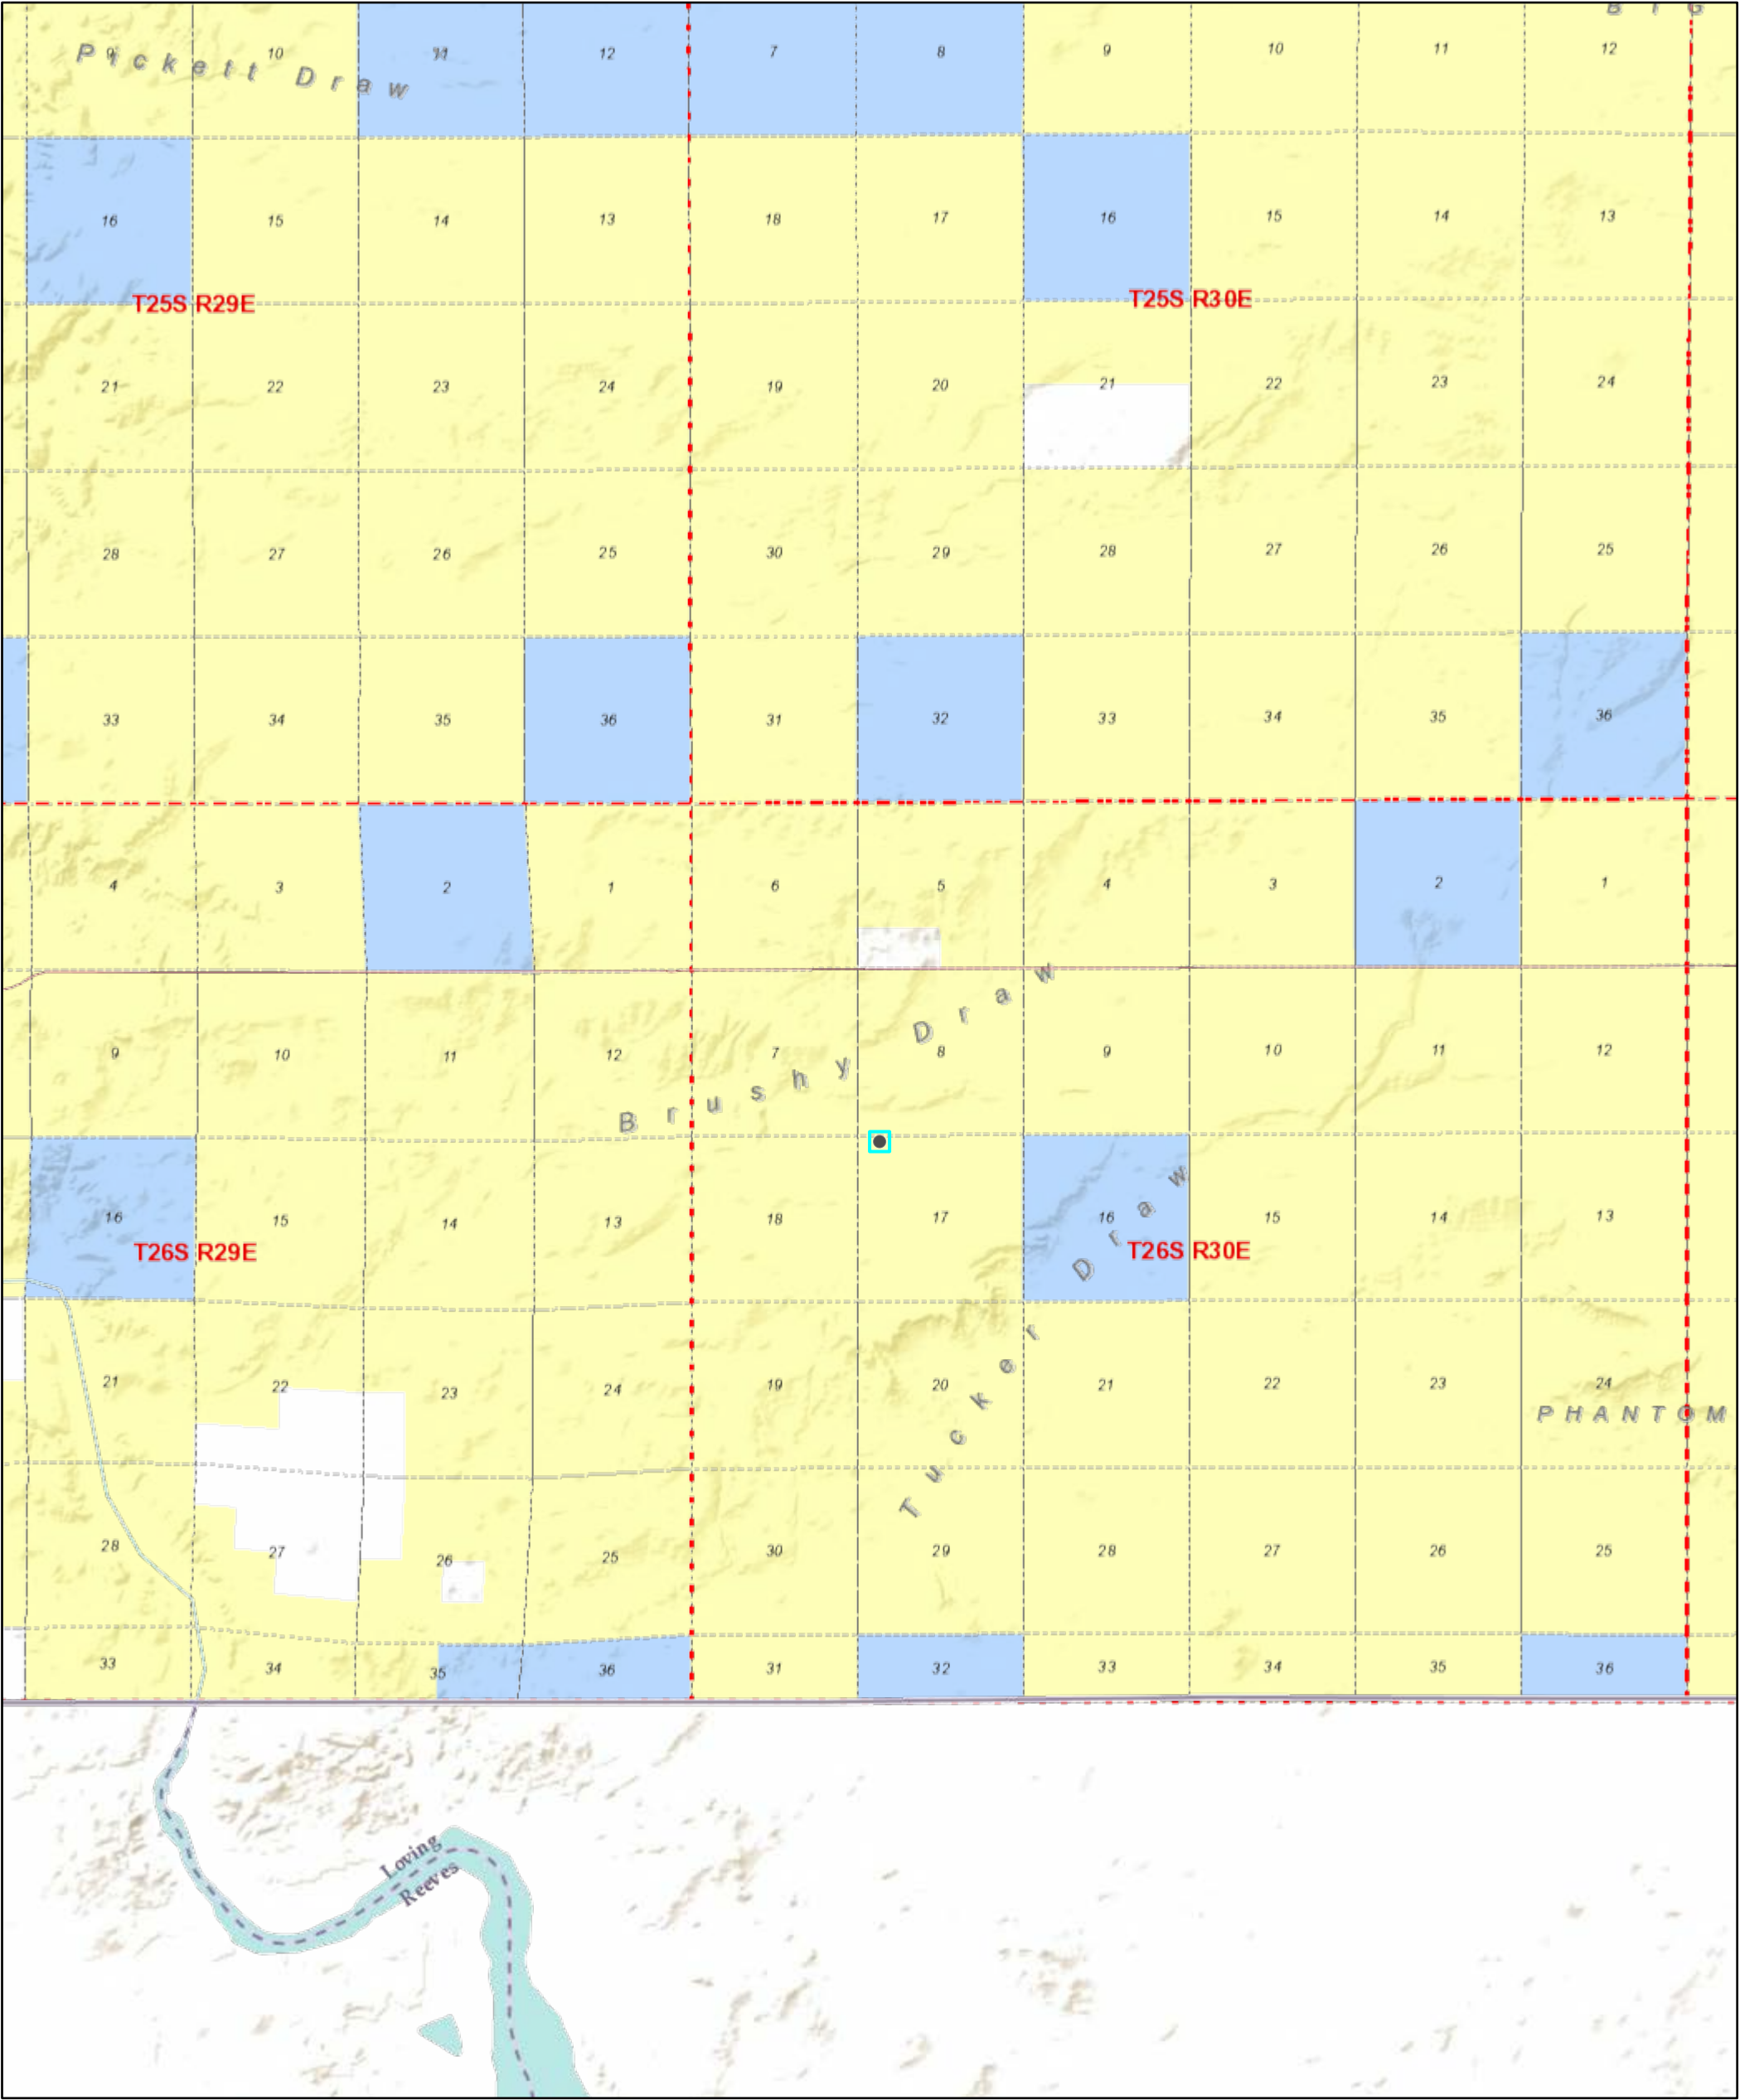 B I G
9 10 11 12 7 8 9 10 11 12
Pickett Draw
16 15 14 13 18 17 16 15 14 13
T25S R29E T25S R30E
21 22 23 24 19 20 21 22 23 24
28 27 26 25 30 29 28 27 26 25
33 34 35 36 31 32 33 34 35 36
4 3 2 1 6 5 4 3 2 1
9 10 11 12 7 8 9 10 11 12
Brushy Draw
16 15 14 13 18 17 16 15 14 13
T26S R29E T26S R30E
21 22 23 24 19 20 21 22 23 24
Tucker Draw
PHANTOM
28 27 26 25 30 29 28 27 26 25
33 34 35 36 31 32 33 34 35 36
Loving
Reeves